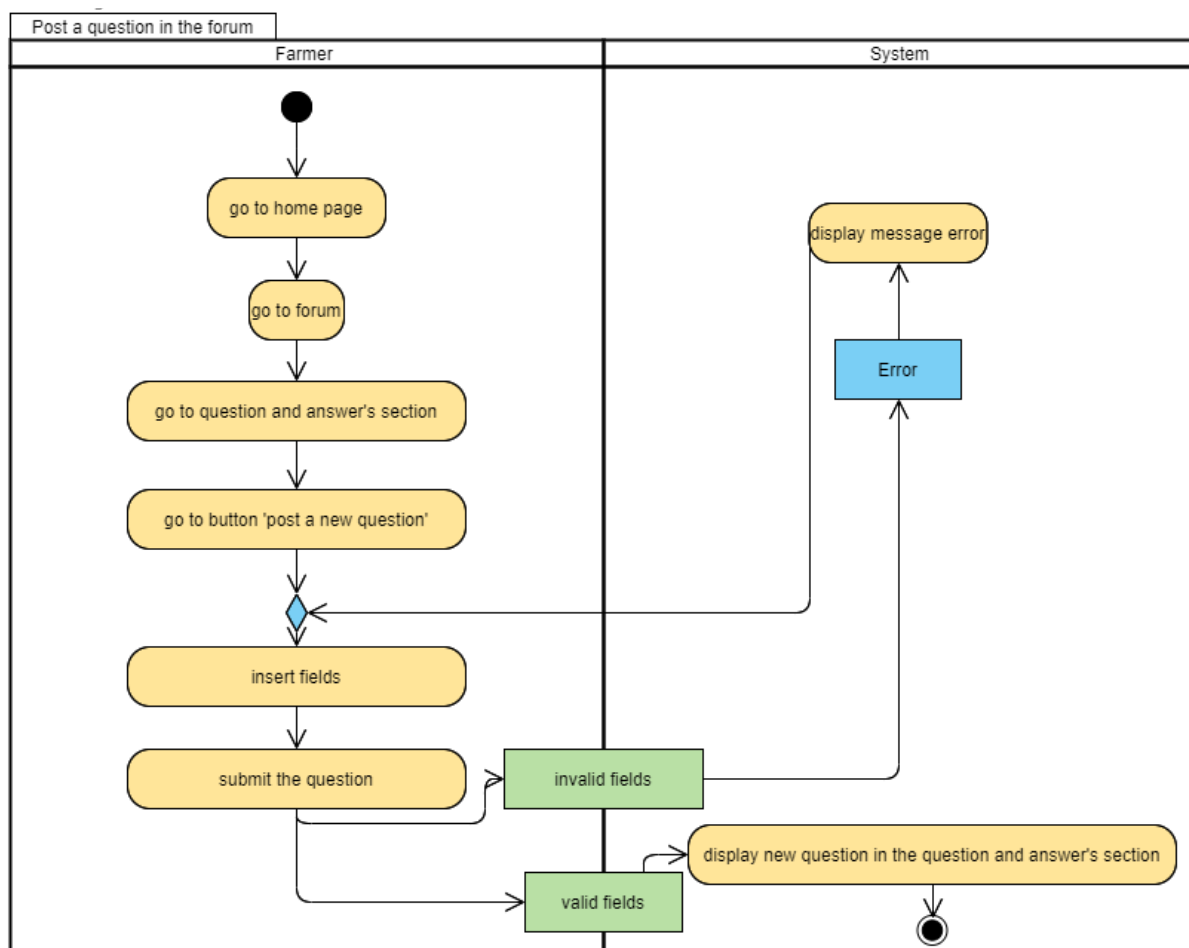 Post a question in the forum
Farmer
System
go to home page
display message error
go to forum
Error
go to question and answer's section
go to button 'post a new question'
insert fields
submit the question
invalid fields
display new question in the question and answer's section
valid fields